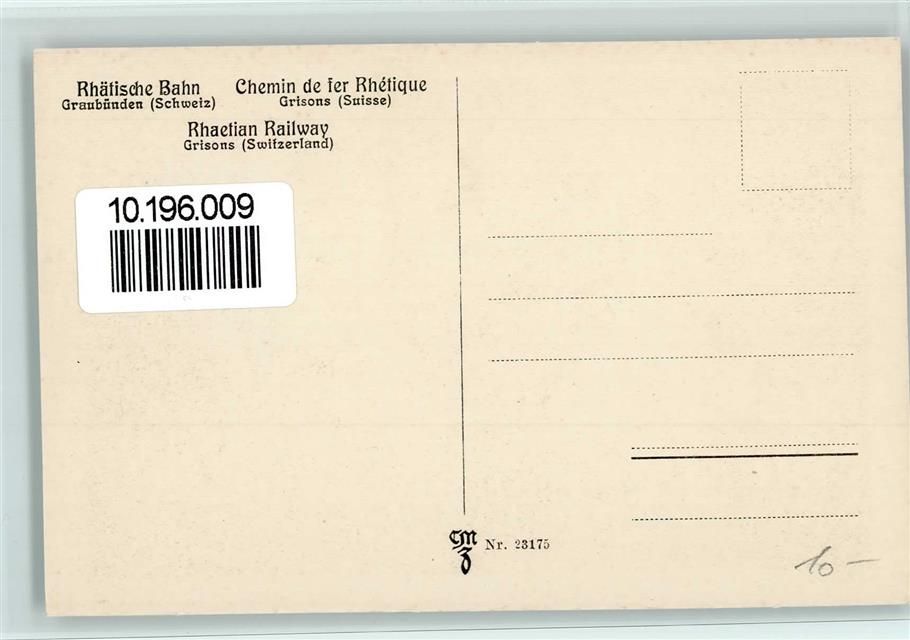 Rhätische Bahn
Graubünden (Schweiz)
Chemin de fer Rhétique
Grisons (Suisse)
Rhaetian Railway
Grisons (Switzerland)
10.196.009
CMZ
Nr. 23175
10 –